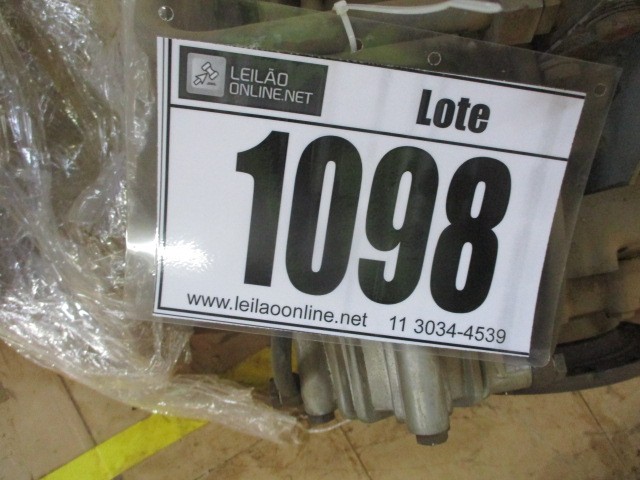 LEILÃO
ONLINE.NET
Lote
1098
www.leilaoonline.net 11 3034-4539